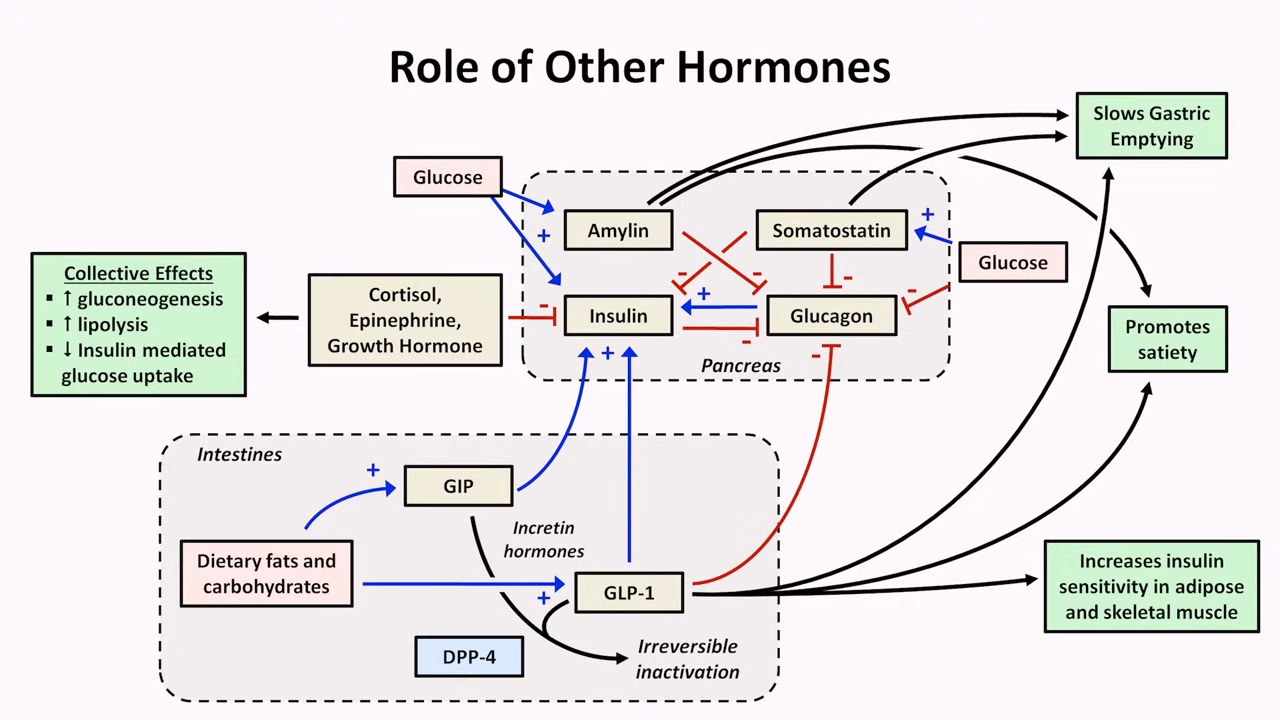 Role of Other Hormones
Slows Gastric
Emptying
Glucose
+
Amylin
Somatostatin
+
Glucose
Collective Effects
▪ ↑ gluconeogenesis
▪ ↑ lipolysis
▪ ↓ Insulin mediated
glucose uptake
Cortisol,
Epinephrine,
Growth Hormone
-
Insulin
-
+
-
-
-
Glucagon
-
-
Pancreas
+
Promotes
satiety
Intestines
+
GIP
Incretin
hormones
Dietary fats and
carbohydrates
+
GLP-1
Increases insulin
sensitivity in adipose
and skeletal muscle
DPP-4
Irreversible
inactivation